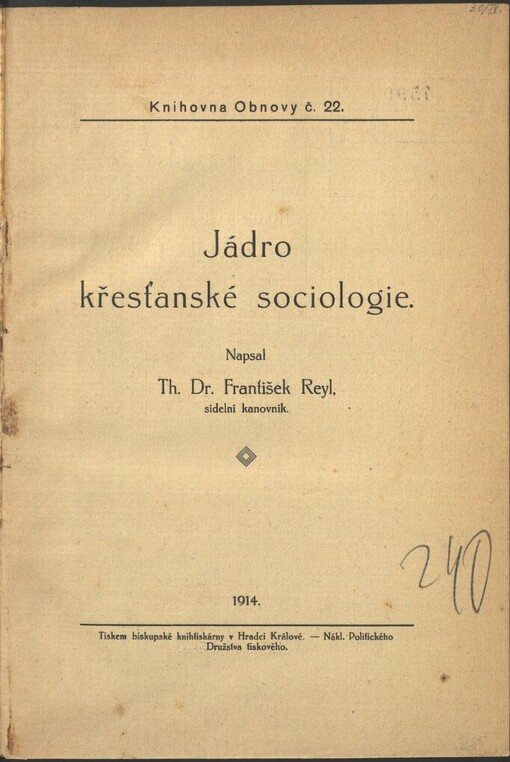 Knihovna Obnovy č. 22.
Jádro
křesťanské sociologie.
Napsal
Th. Dr. František Reyl,
sídelní kanovník.
240
1914.
Tiskem biskupské knihtiskárny v Hradci Králové. — Nákl. Politického
Družstva tiskového.